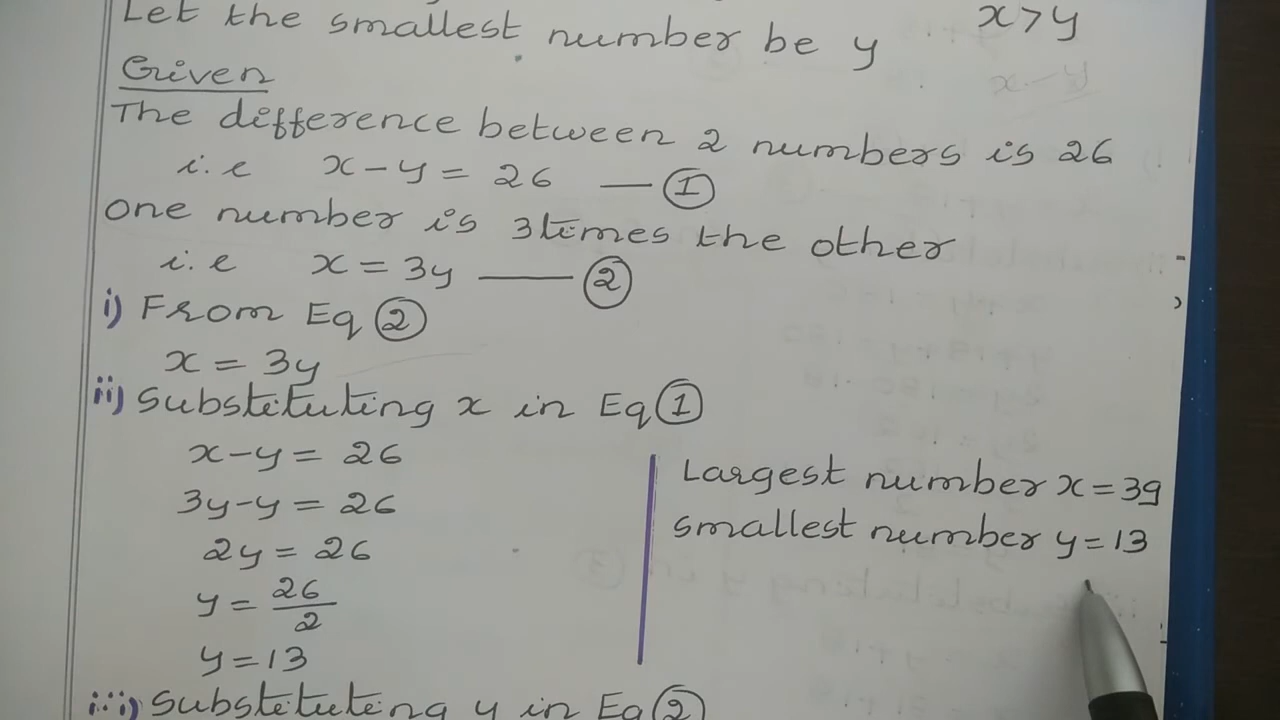 Let the smallest number be y
x>y
Given
x-y
The difference between 2 numbers is 26
i.e x-y = 26 — ①
one number is 3times the other
i.e x = 3y — ②
i) From Eq ②
x = 3y
ii) Substituting x in Eq ①
x-y = 26
3y-y = 26
2y = 26
y = 26/2
y = 13
Largest number x = 39
smallest number y = 13
iii) Substituting y in Eq ②